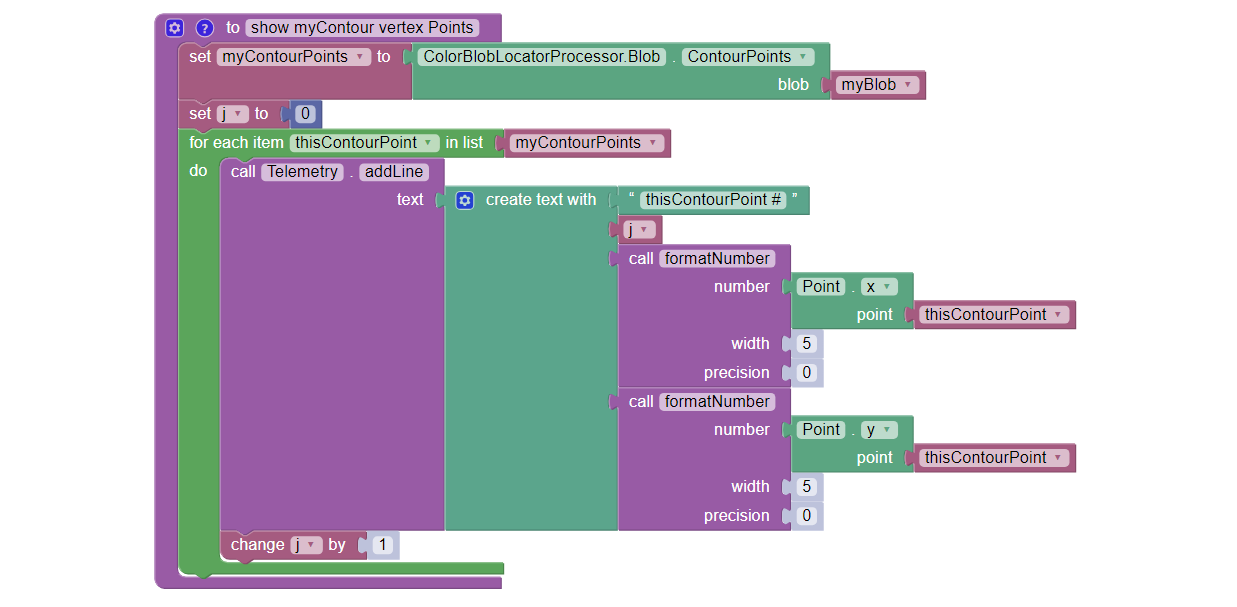 ? to show myContour vertex Points
set myContourPoints to ColorBlobLocatorProcessor.Blob . ContourPoints
blob myBlob
set j to 0
for each item thisContourPoint in list myContourPoints
do call Telemetry . addLine
text create text with “ thisContourPoint # ”
j
call formatNumber
number Point . x
point thisContourPoint
width 5
precision 0
call formatNumber
number Point . y
point thisContourPoint
width 5
precision 0
change j by 1